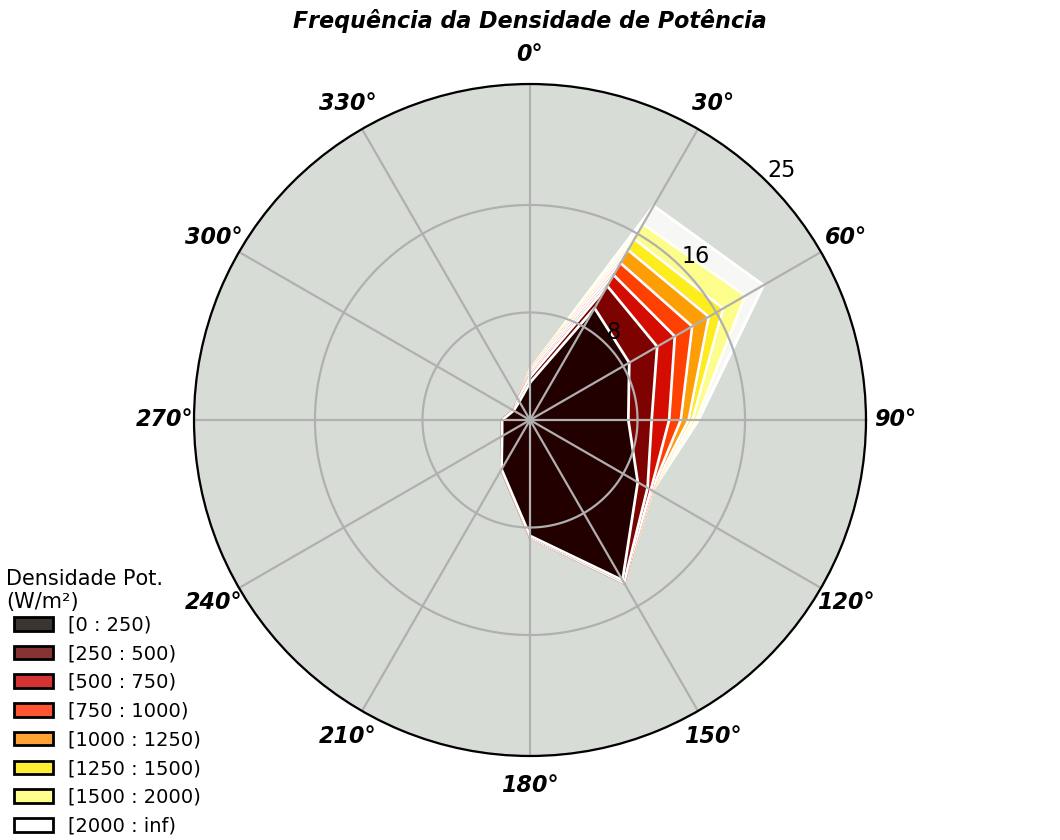 Frequência da Densidade de Potência
0°
330°
30°
25
300°
60°
16
8
270°
90°
240°
120°
210°
150°
180°
Densidade Pot.
(W/m²)
[0 : 250)
[250 : 500)
[500 : 750)
[750 : 1000)
[1000 : 1250)
[1250 : 1500)
[1500 : 2000)
[2000 : inf)